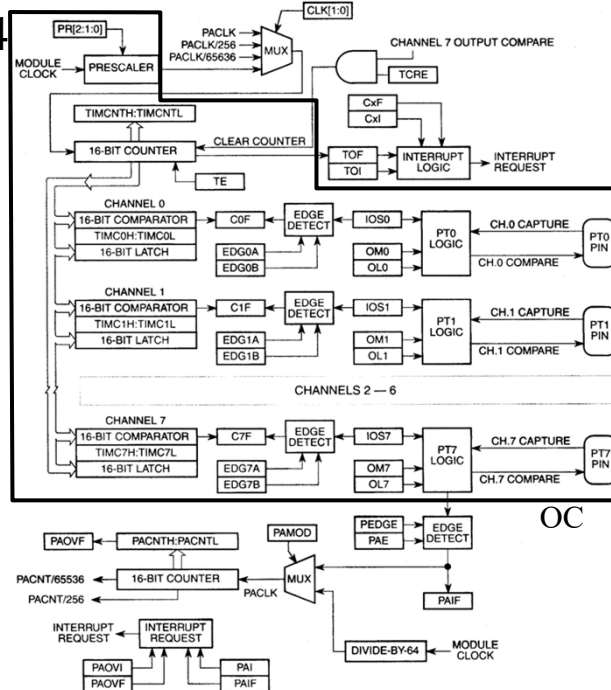 4
PR[2:1:0]
CLK[1:0]
PACLK
PACLK/256
PACLK/65636
MUX
CHANNEL 7 OUTPUT COMPARE
MODULE
CLOCK
PRESCALER
TCRE
TIMCNTH:TIMCNTL
CxF
CxI
16-BIT COUNTER
CLEAR COUNTER
TOF
TOI
INTERRUPT
LOGIC
INTERRUPT
REQUEST
TE
CHANNEL 0
16-BIT COMPARATOR
TIMC0H:TIMC0L
16-BIT LATCH
C0F
EDGE
DETECT
EDG0A
EDG0B
IOS0
OM0
OL0
PT0
LOGIC
CH.0 CAPTURE
CH.0 COMPARE
PT0
PIN
CHANNEL 1
16-BIT COMPARATOR
TIMC1H:TIMC1L
16-BIT LATCH
C1F
EDGE
DETECT
EDG1A
EDG1B
IOS1
OM1
OL1
PT1
LOGIC
CH.1 CAPTURE
CH.1 COMPARE
PT1
PIN
CHANNELS 2 — 6
CHANNEL 7
16-BIT COMPARATOR
TIMC7H:TIMC7L
16-BIT LATCH
C7F
EDGE
DETECT
EDG7A
EDG7B
IOS7
OM7
OL7
PT7
LOGIC
CH.7 CAPTURE
CH.7 COMPARE
PT7
PIN
OC
PEDGE
PAE
EDGE
DETECT
PAOVF
PACNTH:PACNTL
PAMOD
PACNT/65536
PACNT/256
16-BIT COUNTER
PACLK
MUX
PAIF
INTERRUPT
REQUEST
INTERRUPT
REQUEST
DIVIDE-BY-64
MODULE
CLOCK
PAOVI
PAOVF
PAI
PAIF